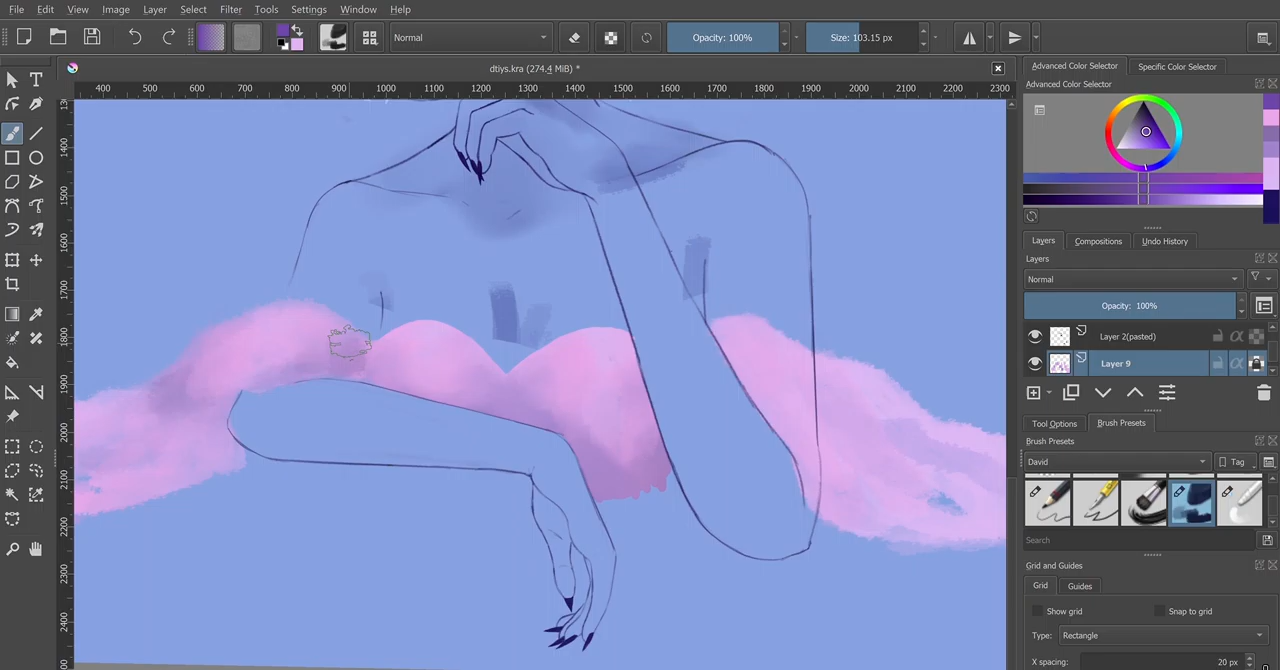 File Edit View Image Layer Select Filter Tools Settings Window Help
Normal Opacity: 100% Size: 103.15 px
dtiys.kra (274.4 MiB) *
400 500 600 700 800 900 1000 1100 1200 1300 1400 1500 1600 1700 1800 1900 2000 2100 2200 2300
1400
1500
1600
1700
1800
1900
2000
2100
2200
2300
2400
Advanced Color Selector Specific Color Selector
Advanced Color Selector
Layers Compositions Undo History
Layers
Normal
Opacity: 100%
Layer 2(pasted)
Layer 9
Tool Options Brush Presets
Brush Presets
David Tag
Search
Grid and Guides
Grid Guides
Show grid Snap to grid
Type: Rectangle
X spacing: 20 px